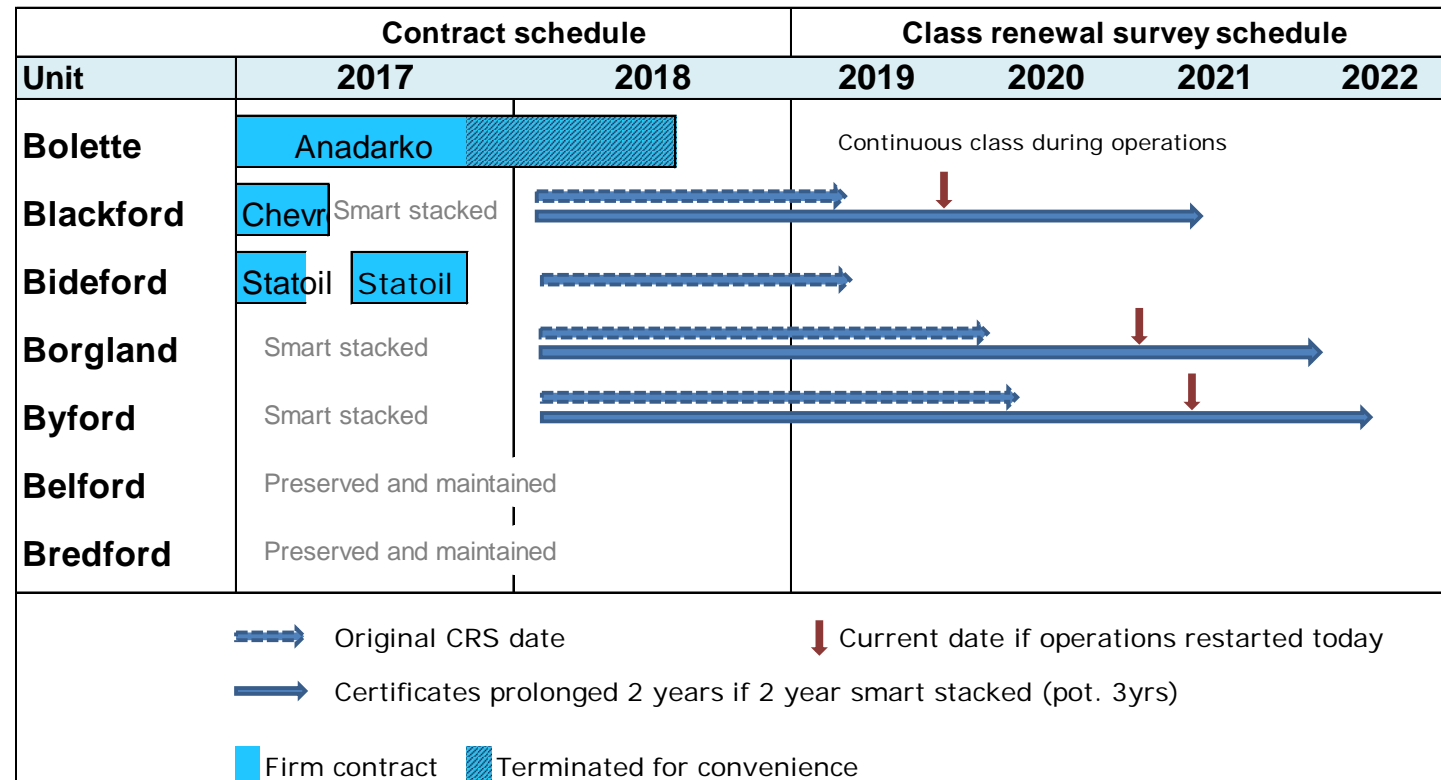 Contract schedule Class renewal survey schedule
Unit 2017 2018 2019 2020 2021 2022
Bolette Anadarko Continuous class during operations
Blackford Chevr Smart stacked
Bideford Statoil Statoil
Borgland Smart stacked
Byford Smart stacked
Belford Preserved and maintained
Bredford Preserved and maintained
Original CRS date Current date if operations restarted today
Certificates prolonged 2 years if 2 year smart stacked (pot. 3yrs)
Firm contract Terminated for convenience